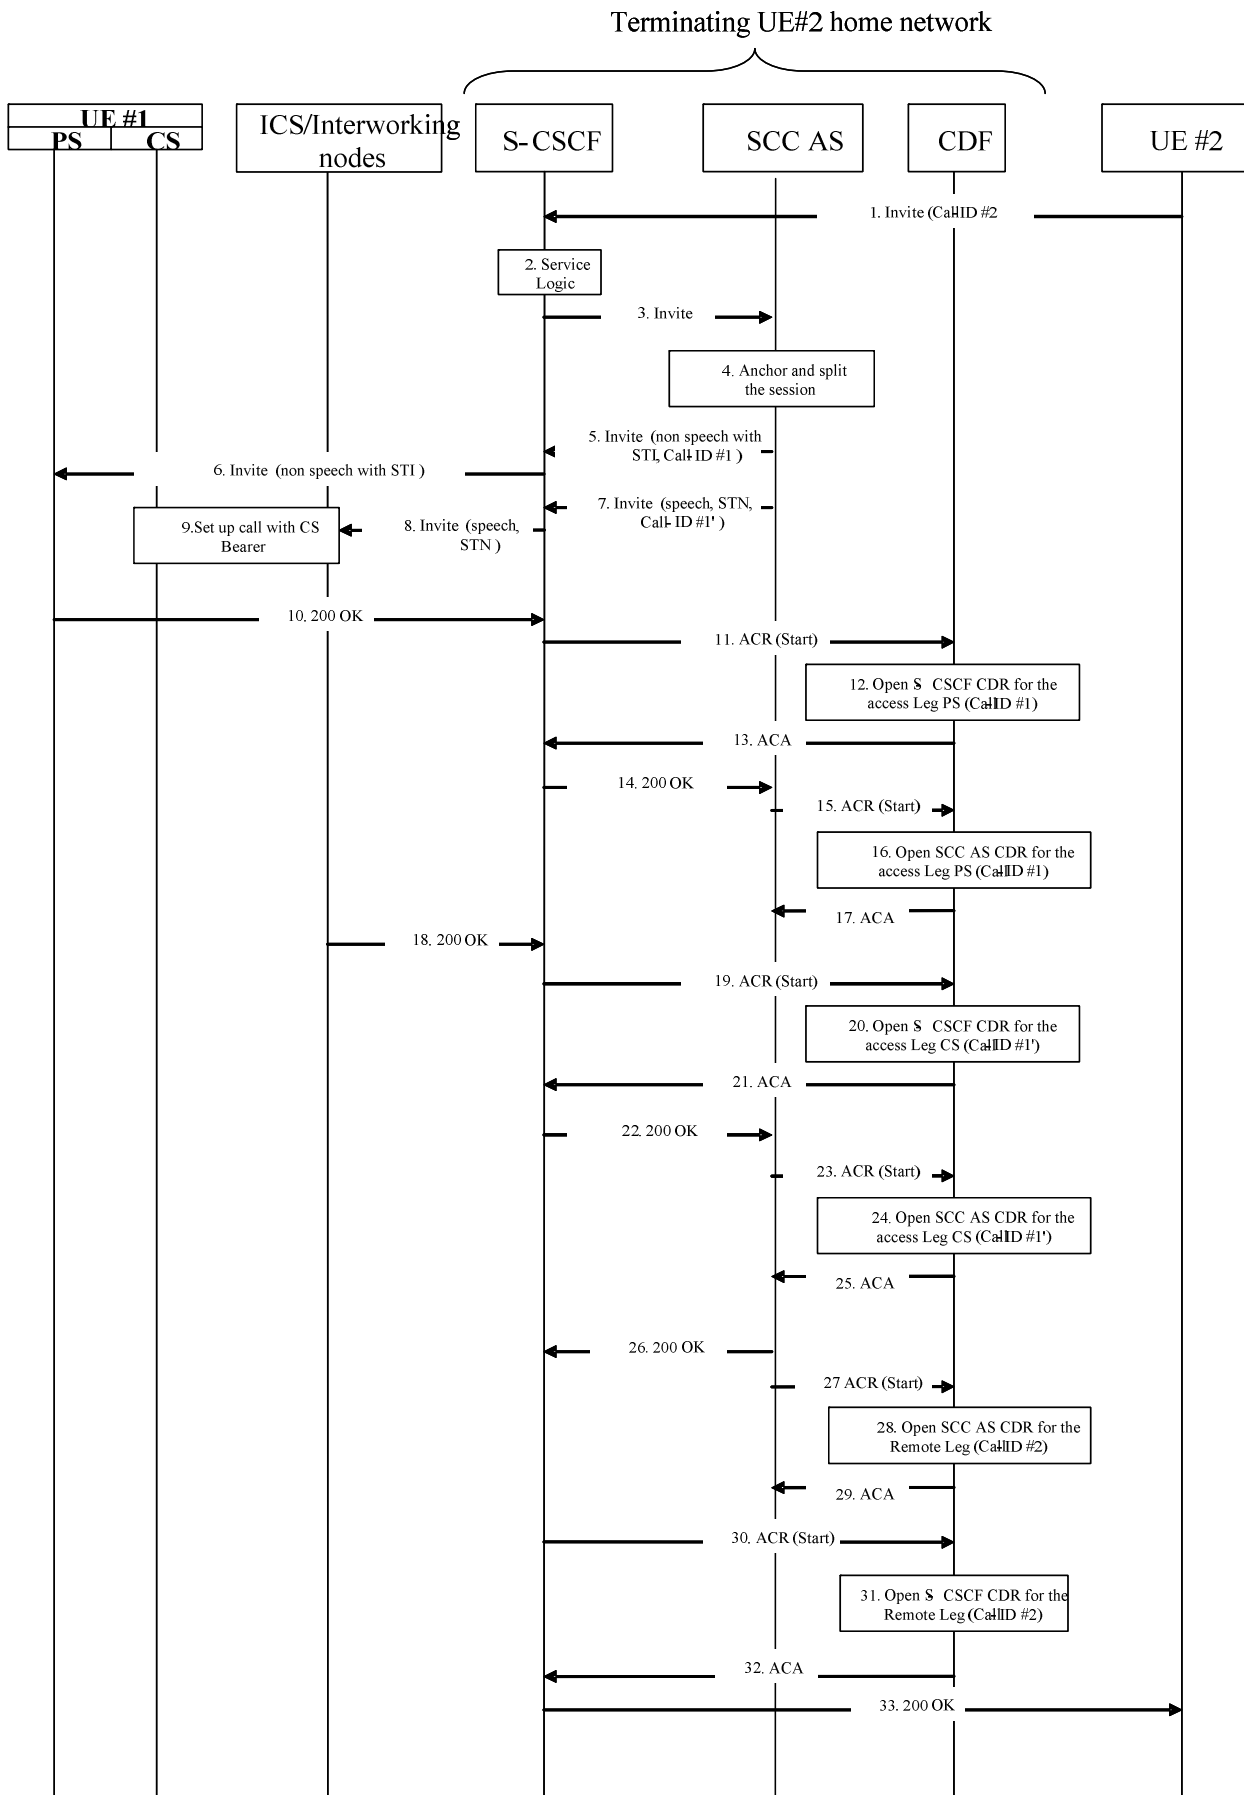 Terminating UE#2 home network
UE #1
PS CS
ICS/Interworking
nodes
S-CSCF
SCC AS
CDF
UE #2
1. Invite (Call-ID #2
2. Service
Logic
3. Invite
4. Anchor and split
the session
5. Invite (non speech with
STI, Call-ID #1 )
6. Invite (non speech with STI )
7. Invite (speech, STN,
Call- ID #1' )
8. Invite (speech,
STN )
9.Set up call with CS
Bearer
10. 200 OK
11. ACR (Start)
12. Open S- CSCF CDR for the
access Leg PS (Call-ID #1)
13. ACA
14. 200 OK
15. ACR (Start)
16. Open SCC AS CDR for the
access Leg PS (Call-ID #1)
17. ACA
18. 200 OK
19. ACR (Start)
20. Open S- CSCF CDR for the
access Leg CS (Call-ID #1')
21. ACA
22. 200 OK
23. ACR (Start)
24. Open SCC AS CDR for the
access Leg CS (Call-ID #1')
25. ACA
26. 200 OK
27 ACR (Start)
28. Open SCC AS CDR for the
Remote Leg (Call-ID #2)
29. ACA
30. ACR (Start)
31. Open S- CSCF CDR for the
Remote Leg (Call-ID #2)
32. ACA
33. 200 OK